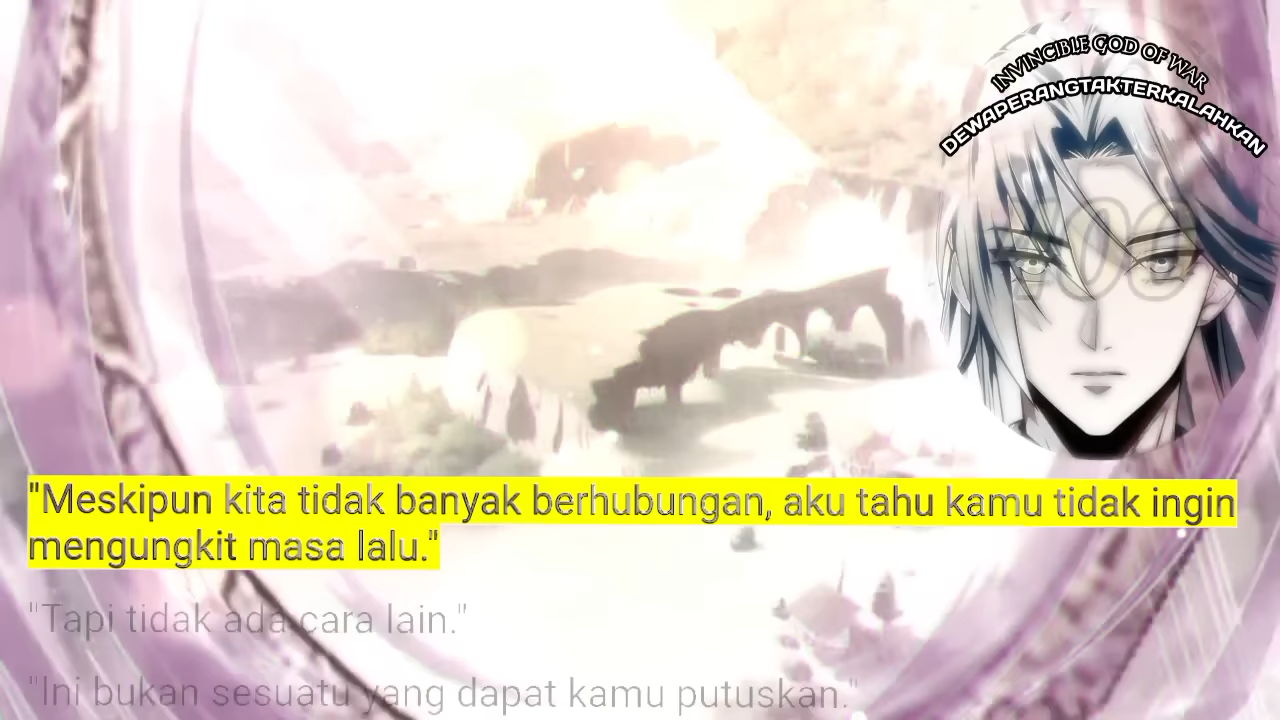 INVINCIBLE GOD OF WAR
DEWAPERANGTAKTERKALAHKAN
"Meskipun kita tidak banyak berhubungan, aku tahu kamu tidak ingin
mengungkit masa lalu."
"Tapi tidak ada cara lain."
"Ini bukan sesuatu yang dapat kamu putuskan."